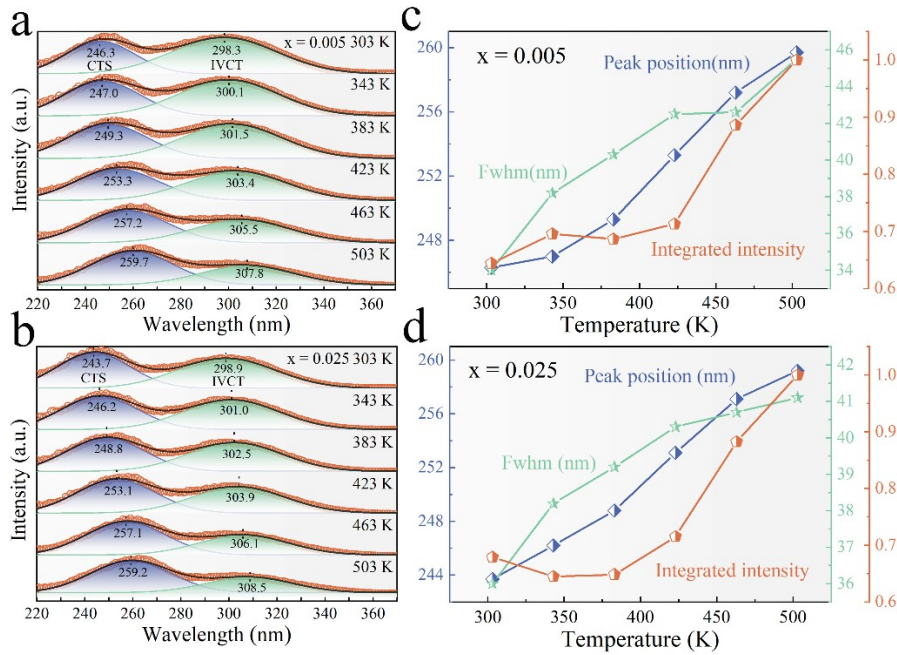 a
Intensity (a.u.)
x = 0.005 303 K
246.3
CTS
298.3
IVCT
343 K
247.0
300.1
383 K
249.3
301.5
423 K
253.3
303.4
463 K
257.2
305.5
503 K
259.7
307.8
220 240 260 280 300 320 340 360
Wavelength (nm)
c
x = 0.005
Peak position(nm)
Fwhm(nm)
Integrated intensity
260
256
252
248
300 350 400 450 500
Temperature (K)
46
44
42
40
38
36
34
1.0
0.9
0.8
0.7
0.6
b
Intensity (a.u.)
x = 0.025 303 K
243.7
CTS
298.9
IVCT
343 K
246.2
301.0
383 K
248.8
302.5
423 K
253.1
303.9
463 K
257.1
306.1
503 K
259.2
308.5
220 240 260 280 300 320 340 360
Wavelength (nm)
d
x = 0.025
Peak position (nm)
Fwhm (nm)
Integrated intensity
260
256
252
248
244
300 350 400 450 500
Temperature (K)
42
41
40
39
38
37
36
1.0
0.9
0.8
0.7
0.6